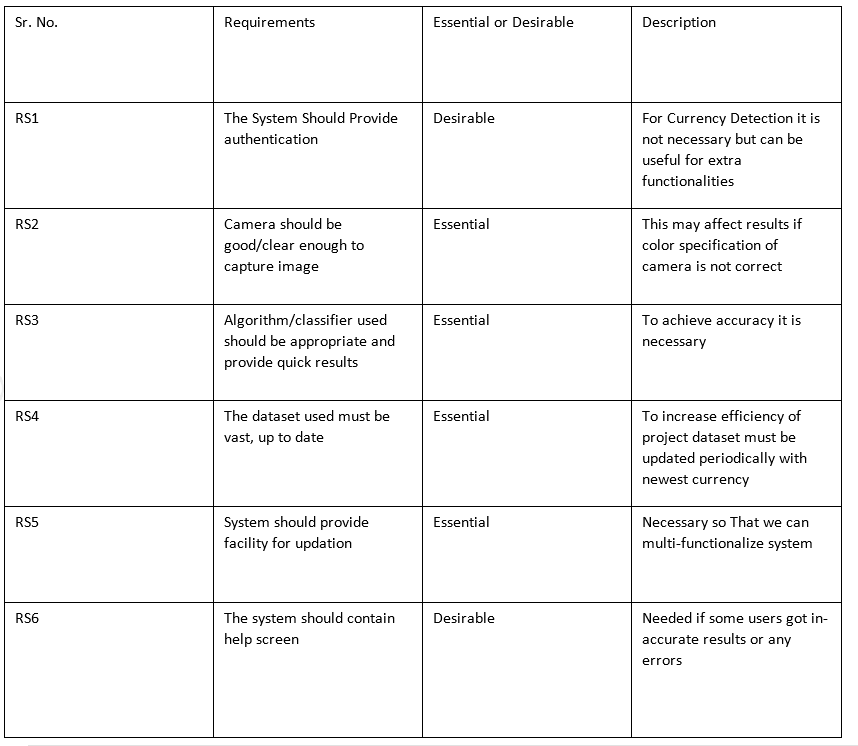 Sr. No.
Requirements
Essential or Desirable
Description
RS1
The System Should Provide
authentication
Desirable
For Currency Detection it is
not necessary but can be
useful for extra
functionalities
RS2
Camera should be
good/clear enough to
capture image
Essential
This may affect results if
color specification of
camera is not correct
RS3
Algorithm/classifier used
should be appropriate and
provide quick results
Essential
To achieve accuracy it is
necessary
RS4
The dataset used must be
vast, up to date
Essential
To increase efficiency of
project dataset must be
updated periodically with
newest currency
RS5
System should provide
facility for updation
Essential
Necessary so That we can
multi-functionalize system
RS6
The system should contain
help screen
Desirable
Needed if some users got in-
accurate results or any
errors